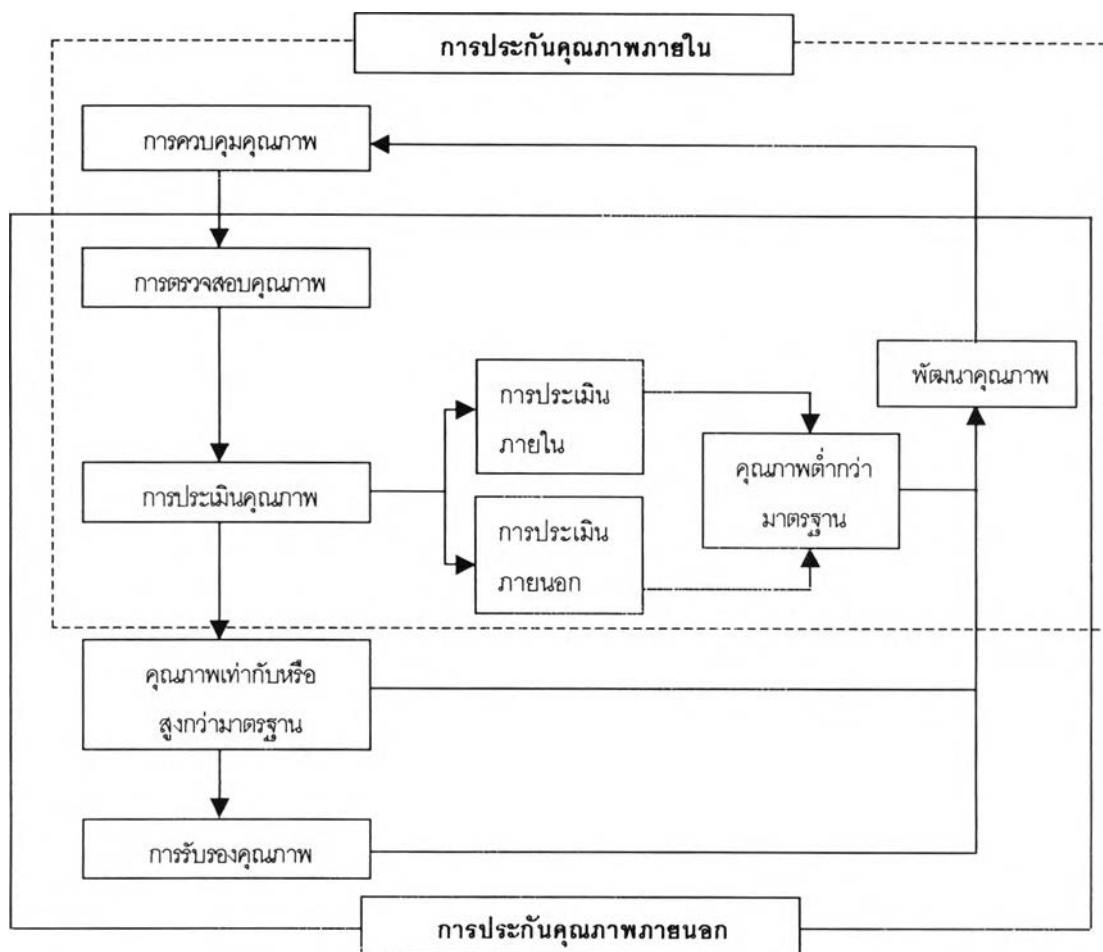 การประกันคุณภาพภายใน
การควบคุมคุณภาพ
การตรวจสอบคุณภาพ
พัฒนาคุณภาพ
การประเมิน
ภายใน
คุณภาพต่ำกว่า
มาตรฐาน
การประเมินคุณภาพ
การประเมิน
ภายนอก
คุณภาพเท่ากับหรือ
สูงกว่ามาตรฐาน
การรับรองคุณภาพ
การประกันคุณภาพภายนอก